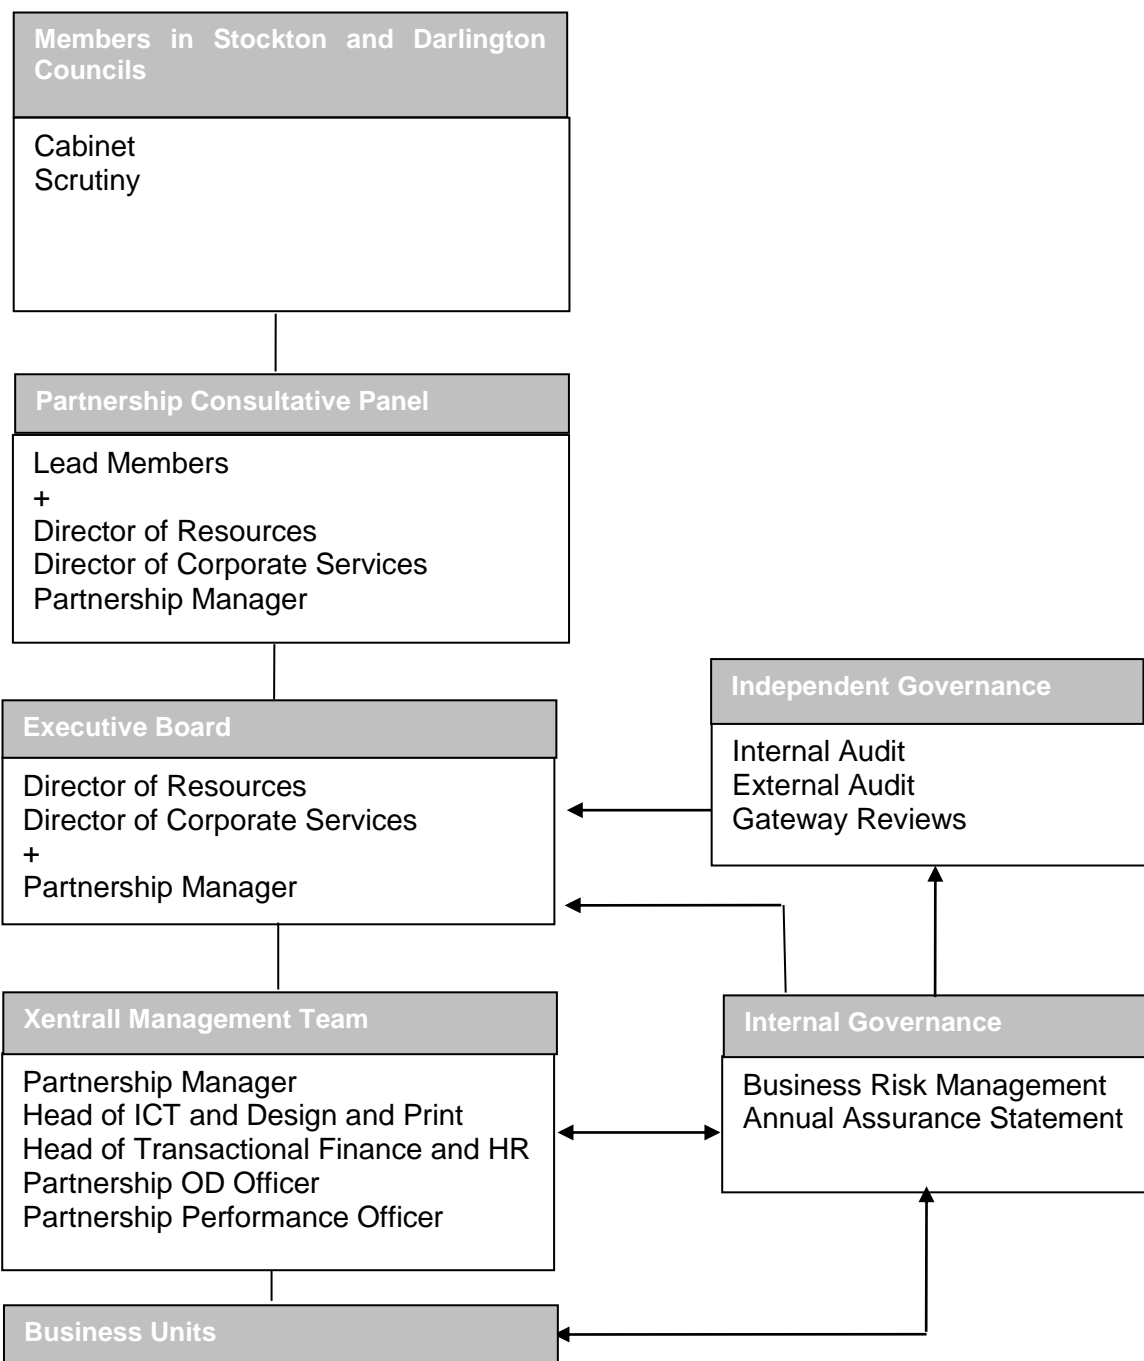 Members in Stockton and Darlington
Councils
Cabinet
Scrutiny
Partnership Consultative Panel
Lead Members
+
Director of Resources
Director of Corporate Services
Partnership Manager
Executive Board
Director of Resources
Director of Corporate Services
+
Partnership Manager
Independent Governance
Internal Audit
External Audit
Gateway Reviews
Xentrall Management Team
Partnership Manager
Head of ICT and Design and Print
Head of Transactional Finance and HR
Partnership OD Officer
Partnership Performance Officer
Internal Governance
Business Risk Management
Annual Assurance Statement
Business Units